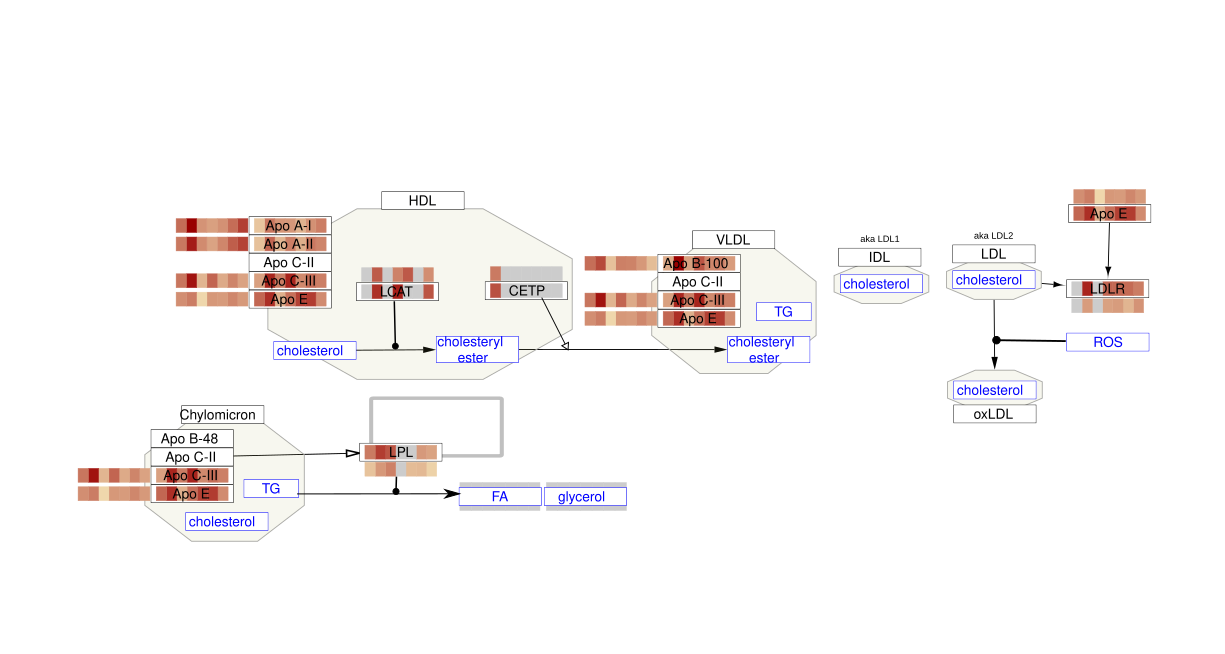 HDL
Apo A-I
Apo A-II
Apo C-II
Apo C-III
Apo E
LCAT
CETP
cholesterol
cholesteryl
ester
VLDL
Apo B-100
Apo C-II
Apo C-III
Apo E
TG
cholesteryl
ester
aka LDL1
IDL
cholesterol
aka LDL2
LDL
cholesterol
Apo E
LDLR
ROS
cholesterol
oxLDL
Chylomicron
Apo B-48
Apo C-II
Apo C-III
Apo E
TG
cholesterol
LPL
FA
glycerol